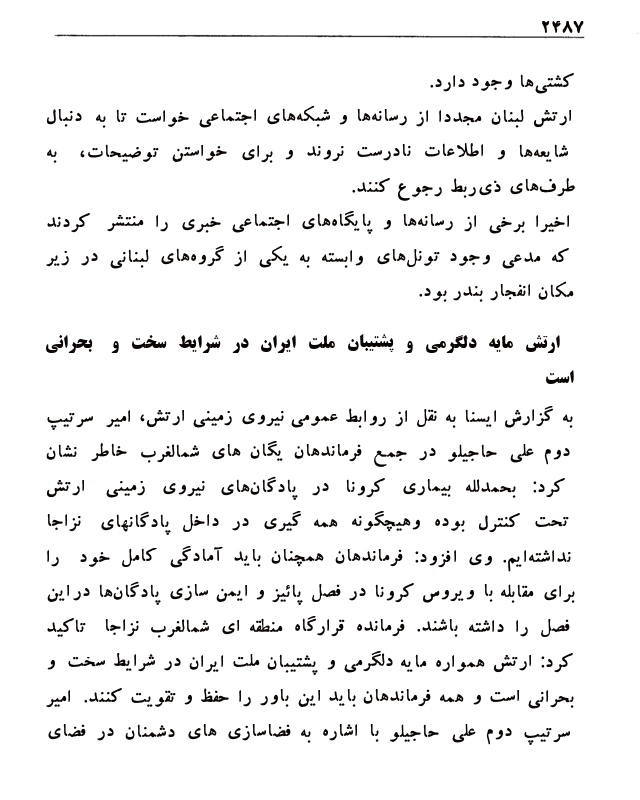 ۲۴۸۷
کشتی‌ها وجود دارد.
ارتش لبنان مجددا از رسانه‌ها و شبکه‌های اجتماعی خواست تا به دنبال
شایعه‌ها و اطلاعات نادرست نروند و برای خواستن توضیحات، به
طرف‌های ذی‌ربط رجوع کنند.
اخیرا برخی از رسانه‌ها و پایگاه‌های اجتماعی خبری را منتشر کردند
که مدعی وجود تونل‌های وابسته به یکی از گروه‌های لبنانی در زیر
مکان انفجار بندر بود.
ارتش مایه دلگرمی و پشتیبان ملت ایران در شرایط سخت و بحرانی
است
به گزارش ایسنا به نقل از روابط عمومی نیروی زمینی ارتش، امیر سرتیپ
دوم علی حاجیلو در جمع فرماندهان یگان های شمالغرب خاطر نشان
کرد: بحمدلله بیماری کرونا در پادگان‌های نیروی زمینی ارتش
تحت کنترل بوده وهیچگونه همه گیری در داخل پادگانهای نزاجا
نداشته‌ایم. وی افزود: فرماندهان همچنان باید آمادگی کامل خود را
برای مقابله با ویروس کرونا در فصل پائیز و ایمن سازی پادگان‌ها دراین
فصل را داشته باشند. فرمانده قرارگاه منطقه ای شمالغرب نزاجا تاکید
کرد: ارتش همواره مایه دلگرمی و پشتیبان ملت ایران در شرایط سخت و
بحرانی است و همه فرماندهان باید این باور را حفظ و تقویت کنند. امیر
سرتیپ دوم علی حاجیلو با اشاره به فضاسازی های دشمنان در فضای